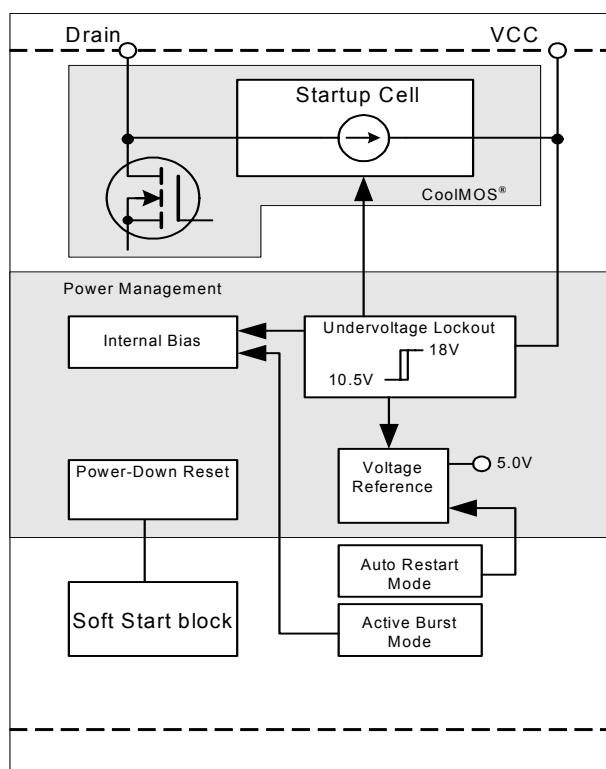 Drain
VCC
Startup Cell
CoolMOS®
Power Management
Internal Bias
Undervoltage Lockout
18V
10.5V
Power-Down Reset
Voltage
Reference
5.0V
Auto Restart
Mode
Soft Start block
Active Burst
Mode